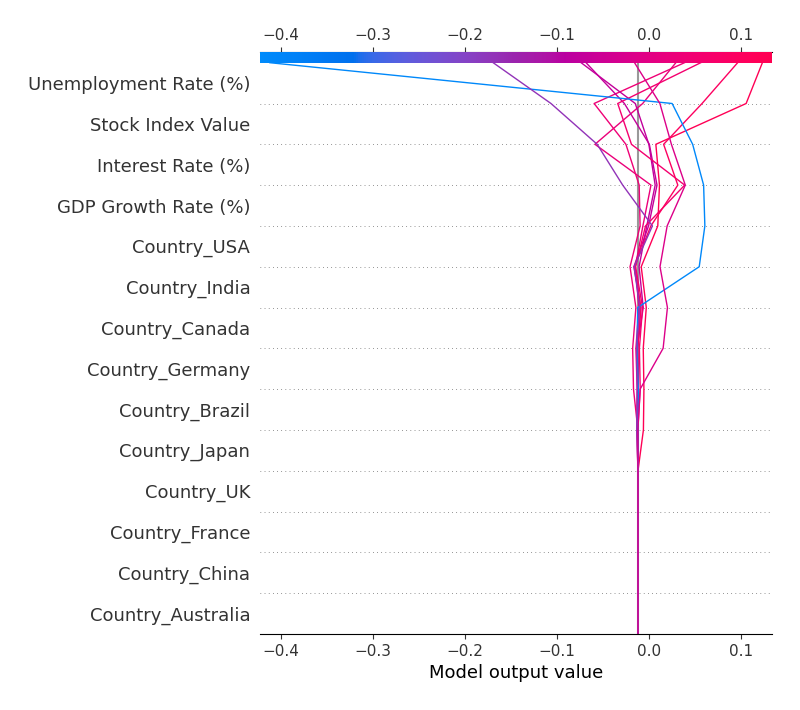 −0.4 −0.3 −0.2 −0.1 0.0 0.1
Unemployment Rate (%)
Stock Index Value
Interest Rate (%)
GDP Growth Rate (%)
Country_USA
Country_India
Country_Canada
Country_Germany
Country_Brazil
Country_Japan
Country_UK
Country_France
Country_China
Country_Australia
−0.4 −0.3 −0.2 −0.1 0.0 0.1
Model output value